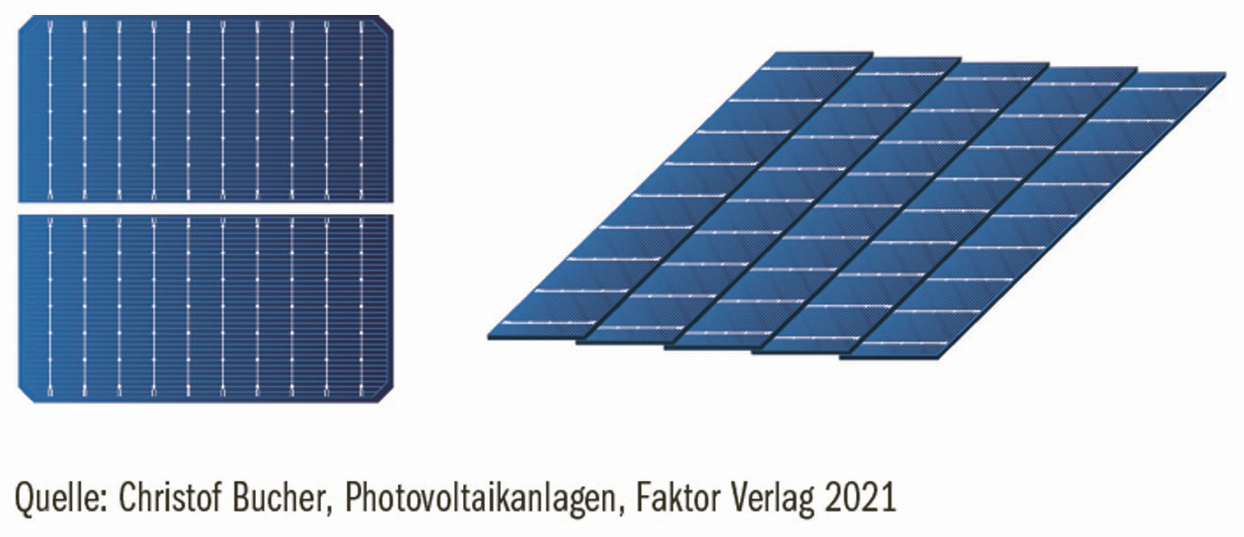 Quelle: Christof Bucher, Photovoltaikanlagen, Faktor Verlag 2021